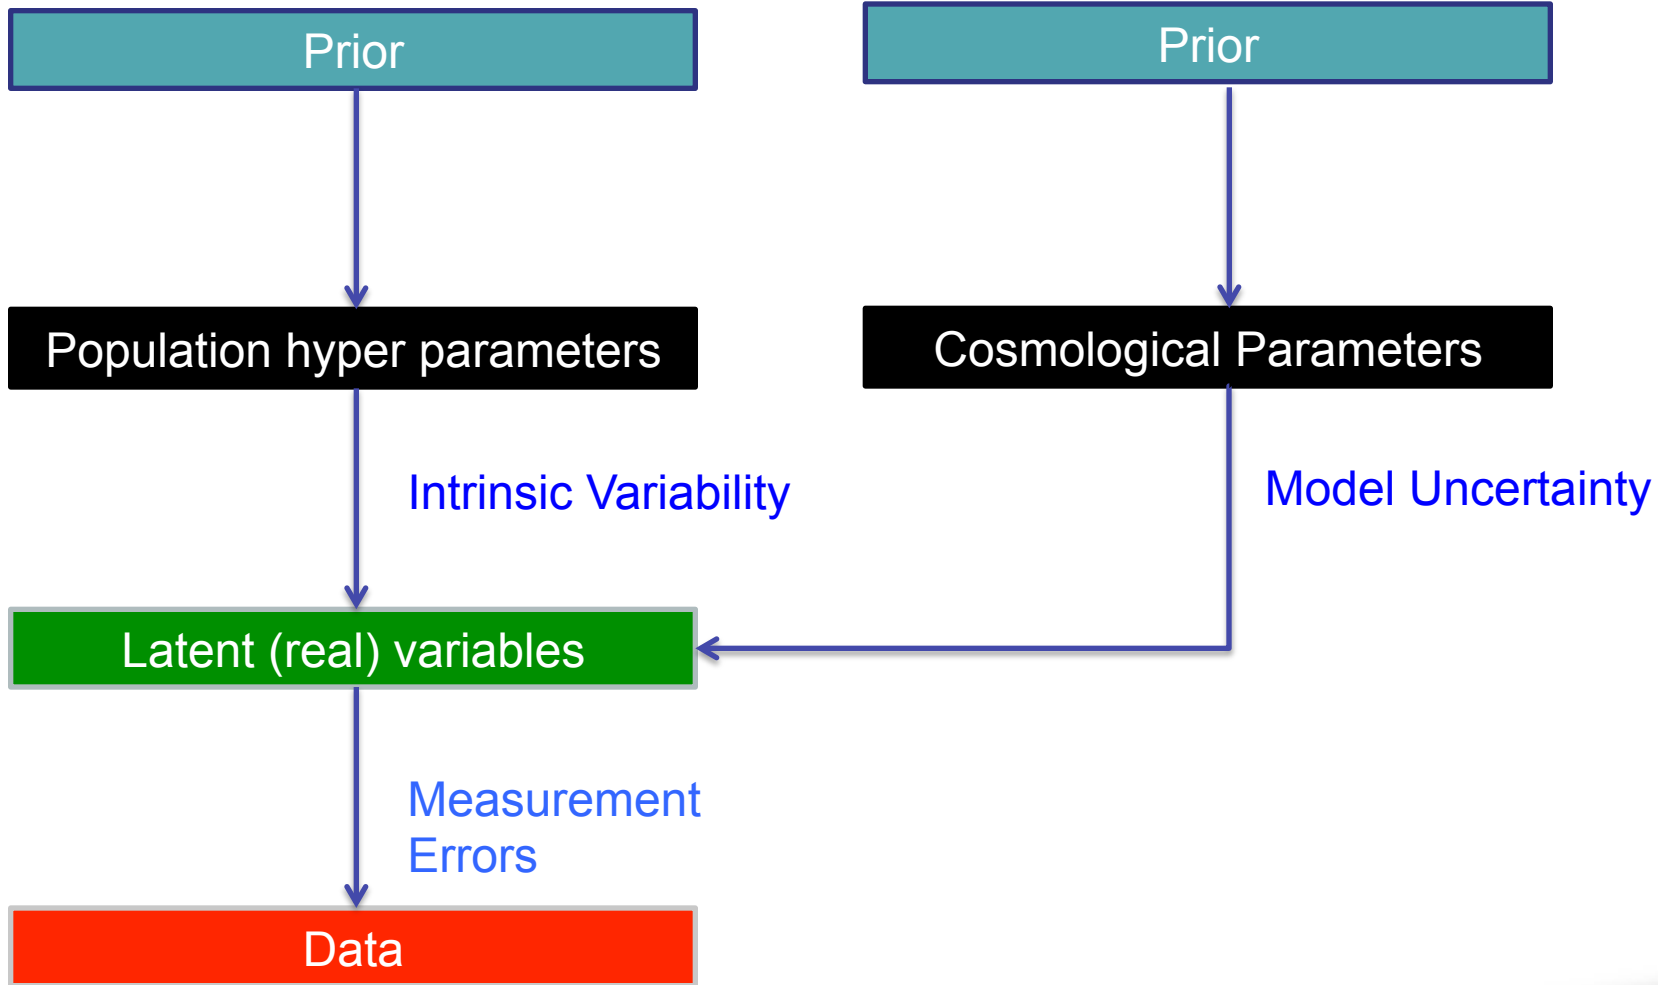 Prior
Prior
Population hyper parameters
Cosmological Parameters
Intrinsic Variability
Model Uncertainty
Latent (real) variables
Measurement
Errors
Data